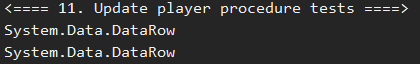 <==== 11. Update player procedure tests ====>
System.Data.DataRow
System.Data.DataRow